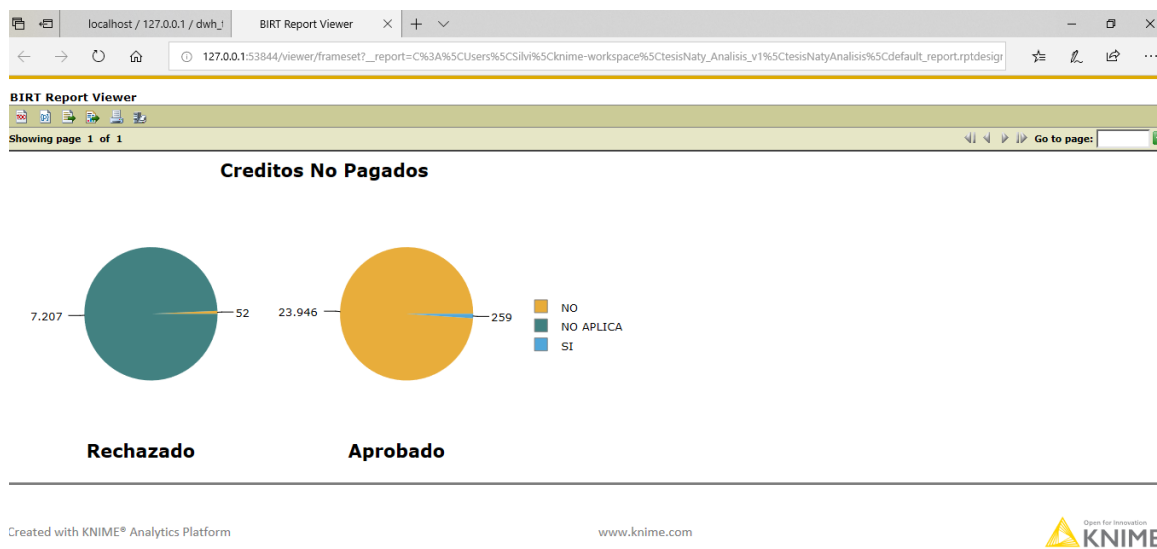 localhost / 127.0.0.1 / dwh_t
BIRT Report Viewer
127.0.0.1:53844/viewer/frameset?__report=C%3A%5CUsers%5CSilvi%5Cknime-workspace%5CtesisNaty_Analisis_v1%5CtesisNatyAnalisis%5Cdefault_report.rptdesign
BIRT Report Viewer
Showing page 1 of 1
Go to page:
Creditos No Pagados
7.207
52
23.946
259
NO
NO APLICA
SI
Rechazado
Aprobado
Created with KNIME® Analytics Platform
www.knime.com
Open for Innovation
KNIME